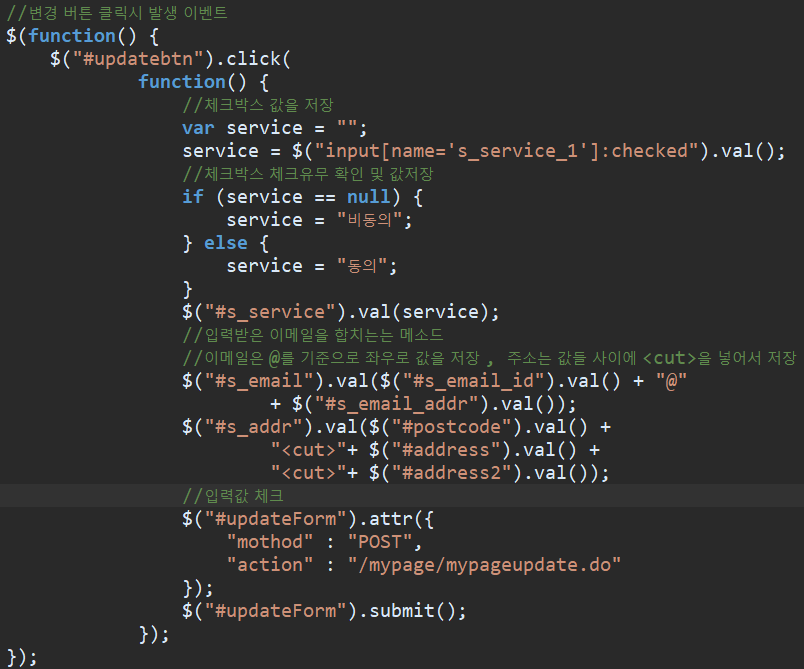 //변경 버튼 클릭시 발생 이벤트
$(function() {
$("#updatebtn").click(
function() {
//체크박스 값을 저장
var service = "";
service = $("input[name='s_service_1']:checked").val();
//체크박스 체크유무 확인 및 값저장
if (service == null) {
service = "비동의";
} else {
service = "동의";
}
$("#s_service").val(service);
//입력받은 이메일을 합치는는 메소드
//이메일은 @를 기준으로 좌우로 값을 저장 , 주소는 값들 사이에 <cut>을 넣어서 저장
$("#s_email").val($("#s_email_id").val() + "@"
+ $("#s_email_addr").val());
$("#s_addr").val($("#postcode").val() +
"<cut>"+ $("#address").val() +
"<cut>"+ $("#address2").val());
//입력값 체크
$("#updateForm").attr({
"mothod" : "POST",
"action" : "/mypage/mypageupdate.do"
});
$("#updateForm").submit();
});
});